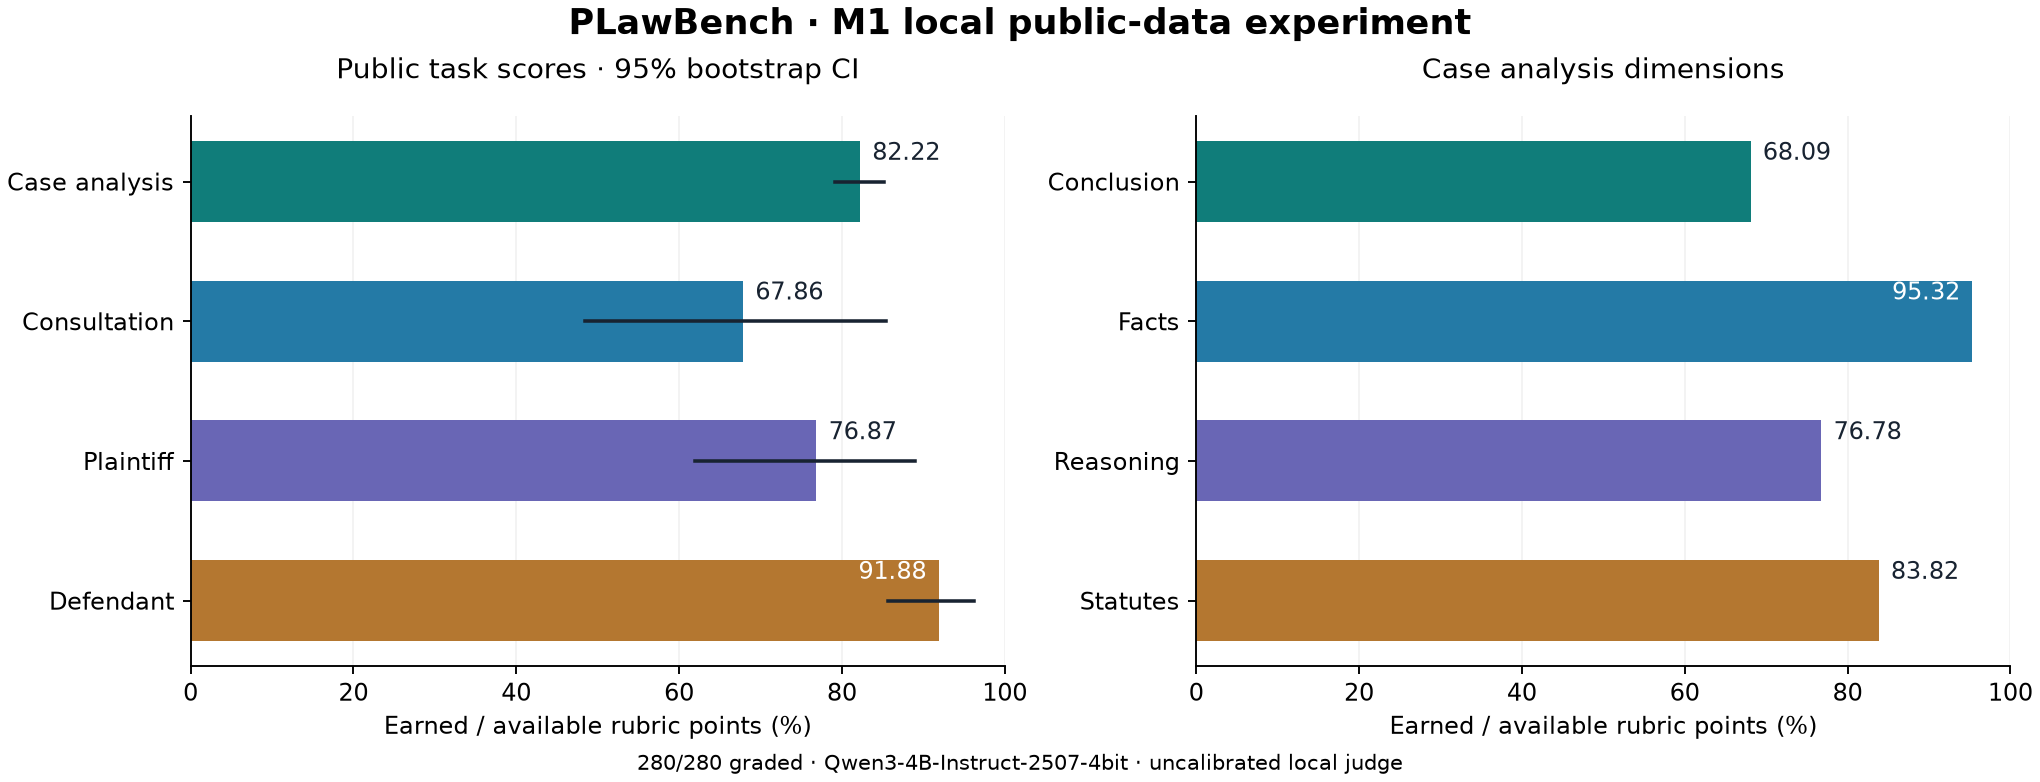 PLawBench · M1 local public-data experiment
Public task scores · 95% bootstrap CI
Case analysis
82.22
Consultation
67.86
Plaintiff
76.87
Defendant
91.88
0 20 40 60 80 100
Earned / available rubric points (%)
Case analysis dimensions
Conclusion
68.09
Facts
95.32
Reasoning
76.78
Statutes
83.82
0 20 40 60 80 100
Earned / available rubric points (%)
280/280 graded · Qwen3-4B-Instruct-2507-4bit · uncalibrated local judge